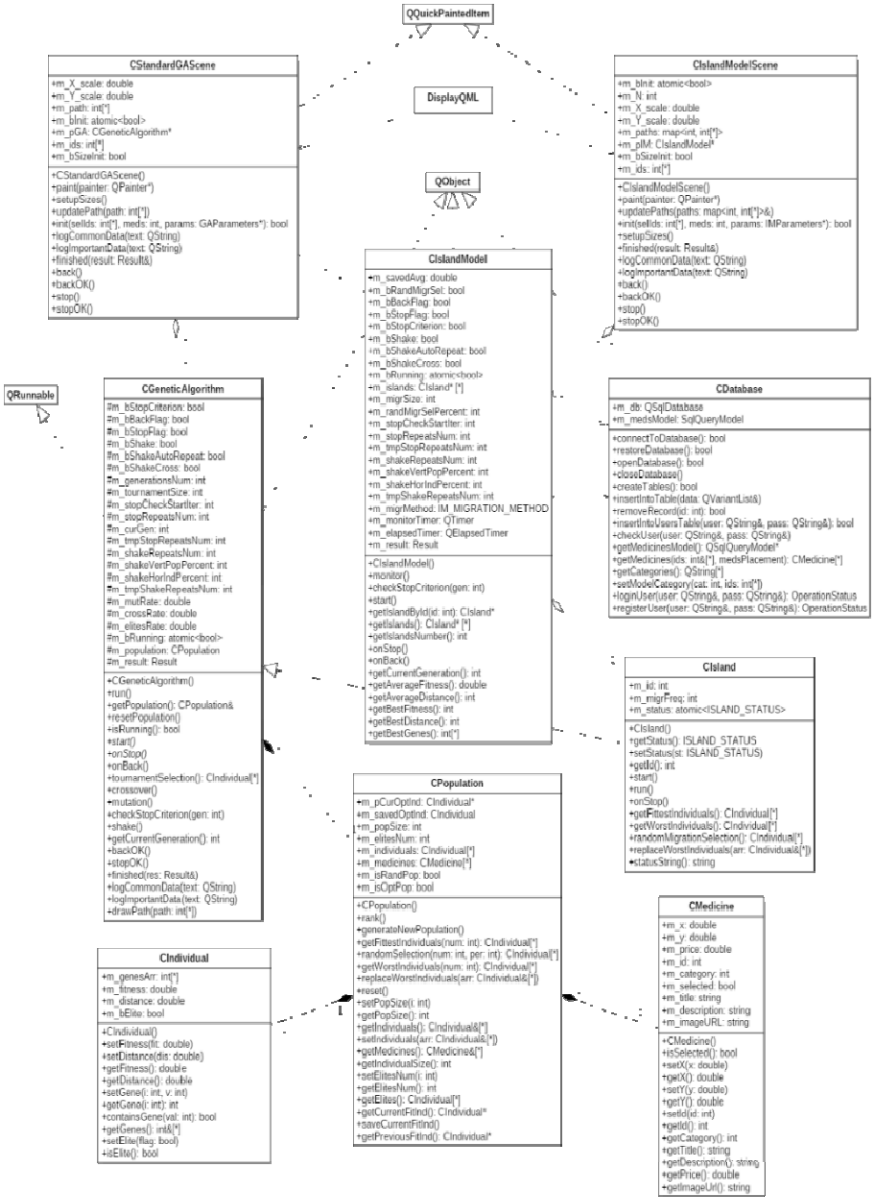 QQuickPaintedItem
CStandardGAScene
+m_X_scale: double
+m_Y_scale: double
+m_path: int[*]
+m_bInit: atomic<bool>
+m_pGA: CGeneticAlgorithm*
+m_ids: int[*]
+m_bSizeInit: bool
+CStandardGAScene()
+paint(painter: QPainter*)
+setupSizes()
+updatePath(path: int[*])
+init(selIds: int[*], meds: int, params: GAParameters*): bool
+logCommonData(text: QString)
+logImportantData(text: QString)
+finished(result: Result&)
+back()
+backOK()
+stop()
+stopOK()
DisplayQML
QObject
CIslandModelScene
+m_bInit: atomic<bool>
+m_N: int
+m_X_scale: double
+m_Y_scale: double
+m_paths: map<int, int[*]>
+m_pIM: CIslandModel*
+m_bSizeInit: bool
+m_ids: int[*]
+CIslandModelScene()
+paint(painter: QPainter*)
+updatePaths(paths: map<int, int[*]>&)
+init(selIds: int[*], meds: int, params: IMParameters*): bool
+setupSizes()
+finished(result: Result&)
+logCommonData(text: QString)
+logImportantData(text: QString)
+back()
+backOK()
+stop()
+stopOK()
CIslandModel
+m_savedAvg: double
+m_bRandMigrSel: bool
+m_bBackFlag: bool
+m_bStopFlag: bool
+m_bStopCriterion: bool
+m_bShake: bool
+m_bShakeAutoRepeat: bool
+m_bShakeCross: bool
+m_bRunning: atomic<bool>
+m_islands: CIsland* [*]
+m_migrSize: int
+m_randMigrSelPercent: int
+m_stopCheckStartIter: int
+m_stopRepeatsNum: int
+m_tmpStopRepeatsNum: int
+m_shakeRepeatsNum: int
+m_shakeVertPopPercent: int
+m_shakeHorIndPercent: int
+m_tmpShakeRepeatsNum: int
+m_migrMethod: IM_MIGRATION_METHOD
+m_monitorTimer: QTimer
+m_elapsedTimer: QElapsedTimer
+m_result: Result
+CIslandModel()
+monitor()
+checkStopCriterion(gen: int)
+start()
+getIslandById(id: int): CIsland*
+getIslands(): CIsland* [*]
+getIslandsNumber(): int
+onStop()
+onBack()
+getCurrentGeneration(): int
+getAverageFitness(): double
+getAverageDistance(): int
+getBestFitness(): int
+getBestDistance(): int
+getBestGenes(): int[*]
QRunnable
CGeneticAlgorithm
#m_bStopCriterion: bool
#m_bBackFlag: bool
#m_bStopFlag: bool
#m_bShake: bool
#m_bShakeAutoRepeat: bool
#m_bShakeCross: bool
#m_generationsNum: int
#m_tournamentSize: int
#m_stopCheckStartIter: int
#m_stopRepeatsNum: int
#m_curGen: int
#m_tmpStopRepeatsNum: int
#m_shakeRepeatsNum: int
#m_shakeVertPopPercent: int
#m_shakeHorIndPercent: int
#m_tmpShakeRepeatsNum: int
#m_mutRate: double
#m_crossRate: double
#m_elitesRate: double
#m_bRunning: atomic<bool>
#m_population: CPopulation
#m_result: Result
+CGeneticAlgorithm()
+run()
+getPopulation(): CPopulation&
+resetPopulation()
+isRunning(): bool
+start()
+onStop()
+onBack()
+tournamentSelection(): CIndividual[*]
+crossover()
+mutation()
+checkStopCriterion(gen: int)
+shake()
+getCurrentGeneration(): int
+backOK()
+stopOK()
+finished(res: Result&)
+logCommonData(text: QString)
+logImportantData(text: QString)
+drawPath(path: int[*])
CDatabase
+m_db: QSqlDatabase
+m_medsModel: SqlQueryModel
+connectToDatabase(): bool
+restoreDatabase(): bool
+openDatabase(): bool
+closeDatabase()
+createTables(): bool
+insertIntoTable(data: QVariantList&)
+removeRecord(id: int): bool
+insertIntoUsersTable(user: QString&, pass: QString&): bool
+checkUser(user: QString&, pass: QString&)
+getMedicinesModel(): QSqlQueryModel*
+getMedicines(ids: int&[*], medsPlacement): CMedicine[*]
+getCategories(): QString[*]
+setModelCategory(cat: int, ids: int[*])
+loginUser(user: QString&, pass: QString&): OperationStatus
+registerUser(user: QString&, pass: QString&): OperationStatus
CIsland
+m_id: int
+m_migrFreq: int
+m_status: atomic<ISLAND_STATUS>
+CIsland()
+getStatus(): ISLAND_STATUS
+setStatus(st: ISLAND_STATUS)
+getId(): int
+start()
+run()
+onStop()
+getFittestIndividuals(): CIndividual[*]
+getWorstIndividuals(): CIndividual[*]
+randomMigrationSelection(): CIndividual[*]
+replaceWorstIndividuals(arr: CIndividual&[*])
+statusString(): string
CPopulation
+m_pCurOptInd: CIndividual*
+m_savedOptInd: CIndividual
+m_popSize: int
+m_elitesNum: int
+m_individuals: CIndividual[*]
+m_medicines: CMedicine[*]
+m_isRandPop: bool
+m_isOptPop: bool
+CPopulation()
+rank()
+generateNewPopulation()
+getFittestIndividuals(num: int): CIndividual[*]
+randomSelection(num: int, per: int): CIndividual[*]
+getWorstIndividuals(num: int): CIndividual[*]
+replaceWorstIndividuals(arr: CIndividual&[*])
+reset()
+setPopSize(i: int)
+getPopSize(): int
+getIndividuals(): CIndividual&[*]
+setIndividuals(arr: CIndividual&[*])
+getMedicines(): CMedicine&[*]
+getIndividualSize(): int
+setElitesNum(i: int)
+getElitesNum(): int
+getElites(): CIndividual[*]
+getCurrentFitInd(): CIndividual*
+saveCurrentFitInd()
+getPreviousFitInd(): CIndividual*
1
CIndividual
+m_genesArr: int[*]
+m_fitness: double
+m_distance: double
+m_bElite: bool
+CIndividual()
+setFitness(fit: double)
+setDistance(dis: double)
+getFitness(): double
+getDistance(): double
+setGene(i: int, v: int)
+getGene(i: int): int
+containsGene(val: int): bool
+getGenes(): int&[*]
+setElite(flag: bool)
+isElite(): bool
CMedicine
+m_x: double
+m_y: double
+m_price: double
+m_id: int
+m_category: int
+m_selected: bool
+m_title: string
+m_description: string
+m_imageURL: string
+CMedicine()
+isSelected(): bool
+setX(x: double)
+getX(): double
+setY(y: double)
+getY(): double
+setId(id: int)
+getId(): int
+getCategory(): int
+getTitle(): string
+getDescription(): string
+getPrice(): double
+getImageUrl(): string